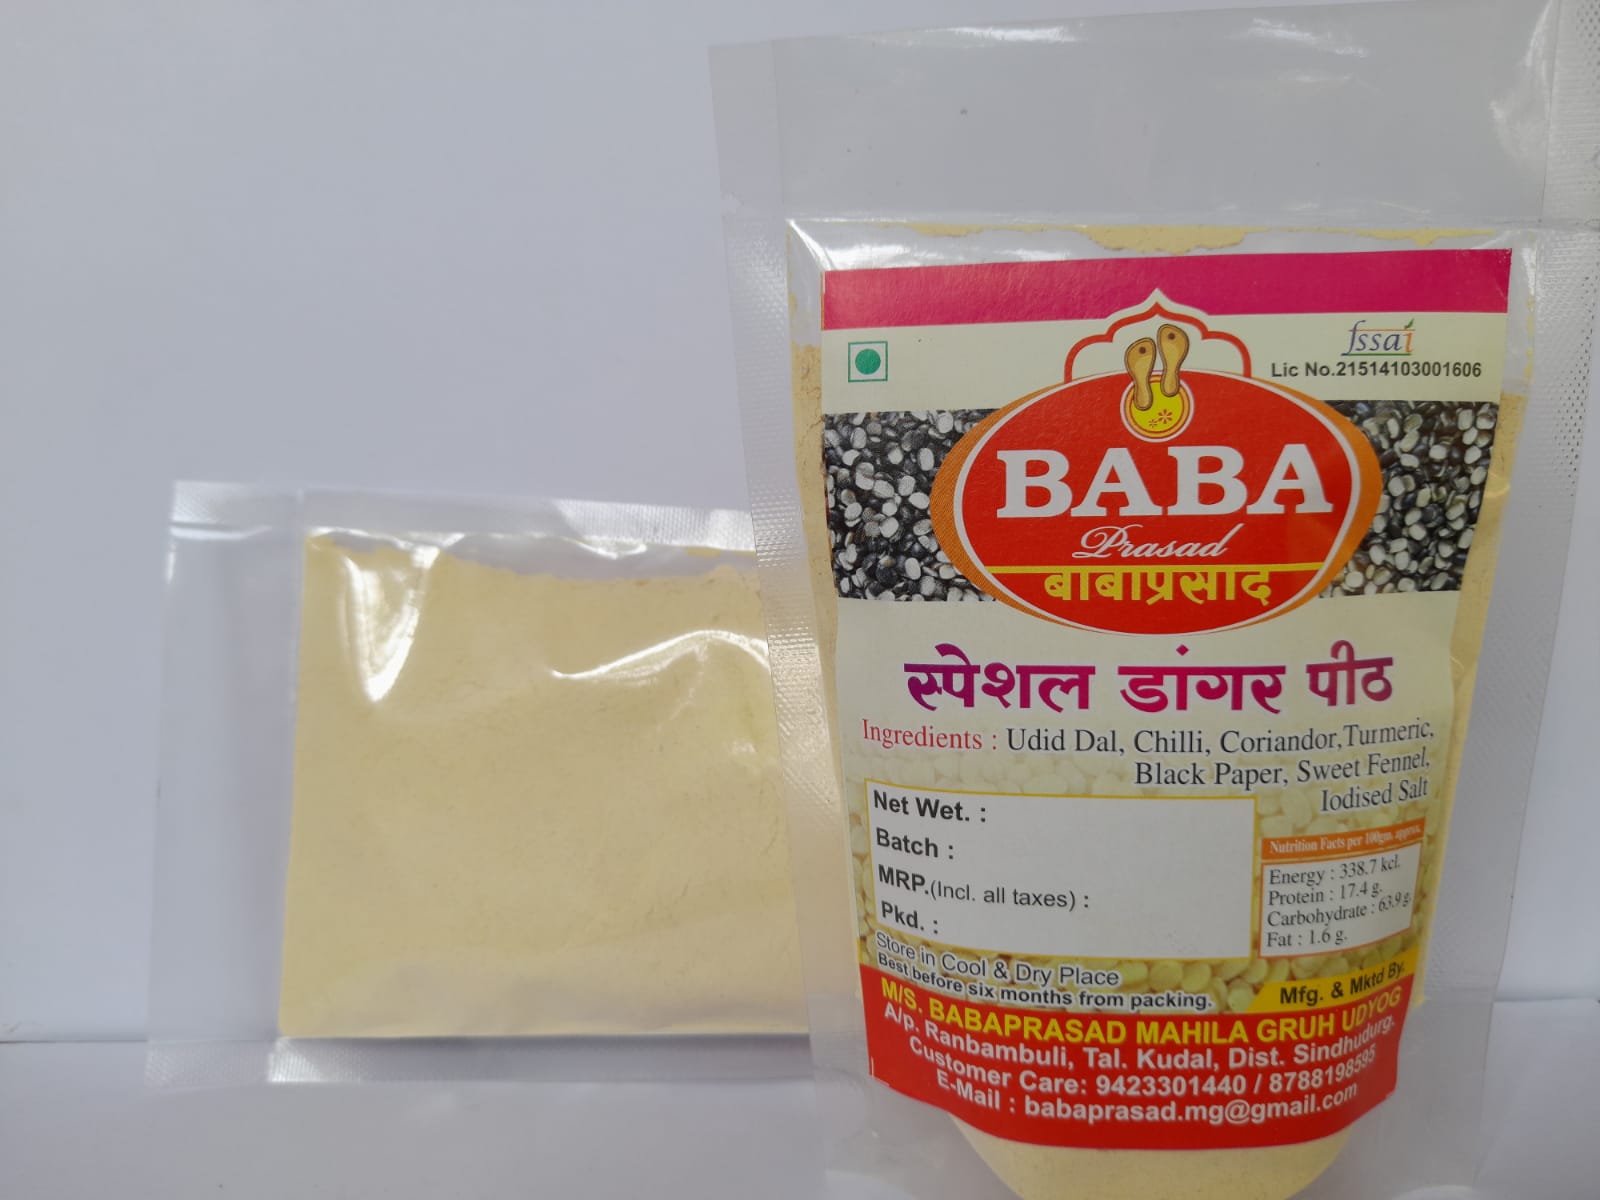 fssai
Lic No.21514103001606
BABA
Prasad
बाबाप्रसाद
स्पेशल डांगर पीठ
Ingredients : Udid Dal, Chilli, Coriandor,Turmeric,
Black Paper, Sweet Fennel,
Iodised Salt
Net Wet. :
Batch :
MRP.(Incl. all taxes) :
Pkd. :
Nutrition Facts per 100gm. approx.
Energy : 338.7 kcl.
Protein : 17.4 g.
Carbohydrate : 63.9 g.
Fat : 1.6 g.
Store in Cool & Dry Place
Best before six months from packing.
Mfg. & Mktd By.
M/S. BABAPRASAD MAHILA GRUH UDYOG
A/p. Ranbambuli, Tal. Kudal, Dist. Sindhudurg.
Customer Care: 9423301440 / 8788198595
E-Mail : babaprasad.mg@gmail.com